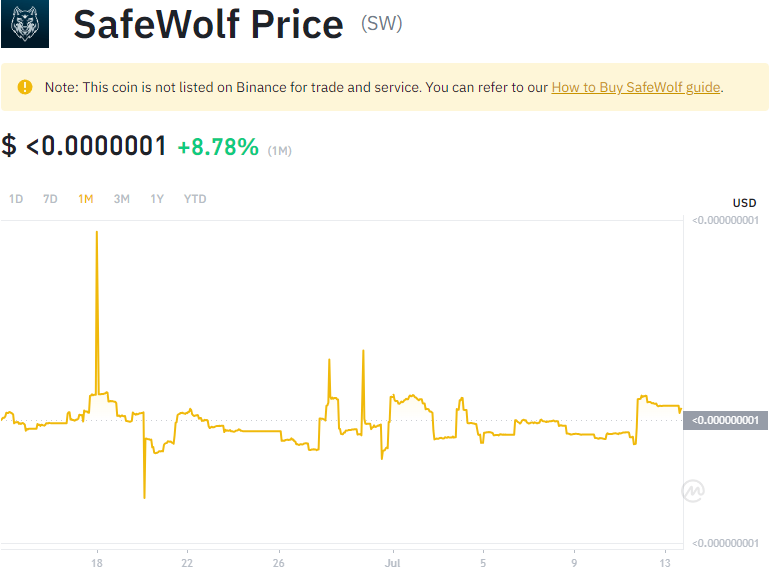 SafeWolf Price (SW)
Note: This coin is not listed on Binance for trade and service. You can refer to our How to Buy SafeWolf guide.
$ <0.0000001 +8.78% (1M)
1D 7D 1M 3M 1Y YTD
USD
<0.000000001
<0.000000001
<0.000000001
18 22 26 Jul 5 9 13